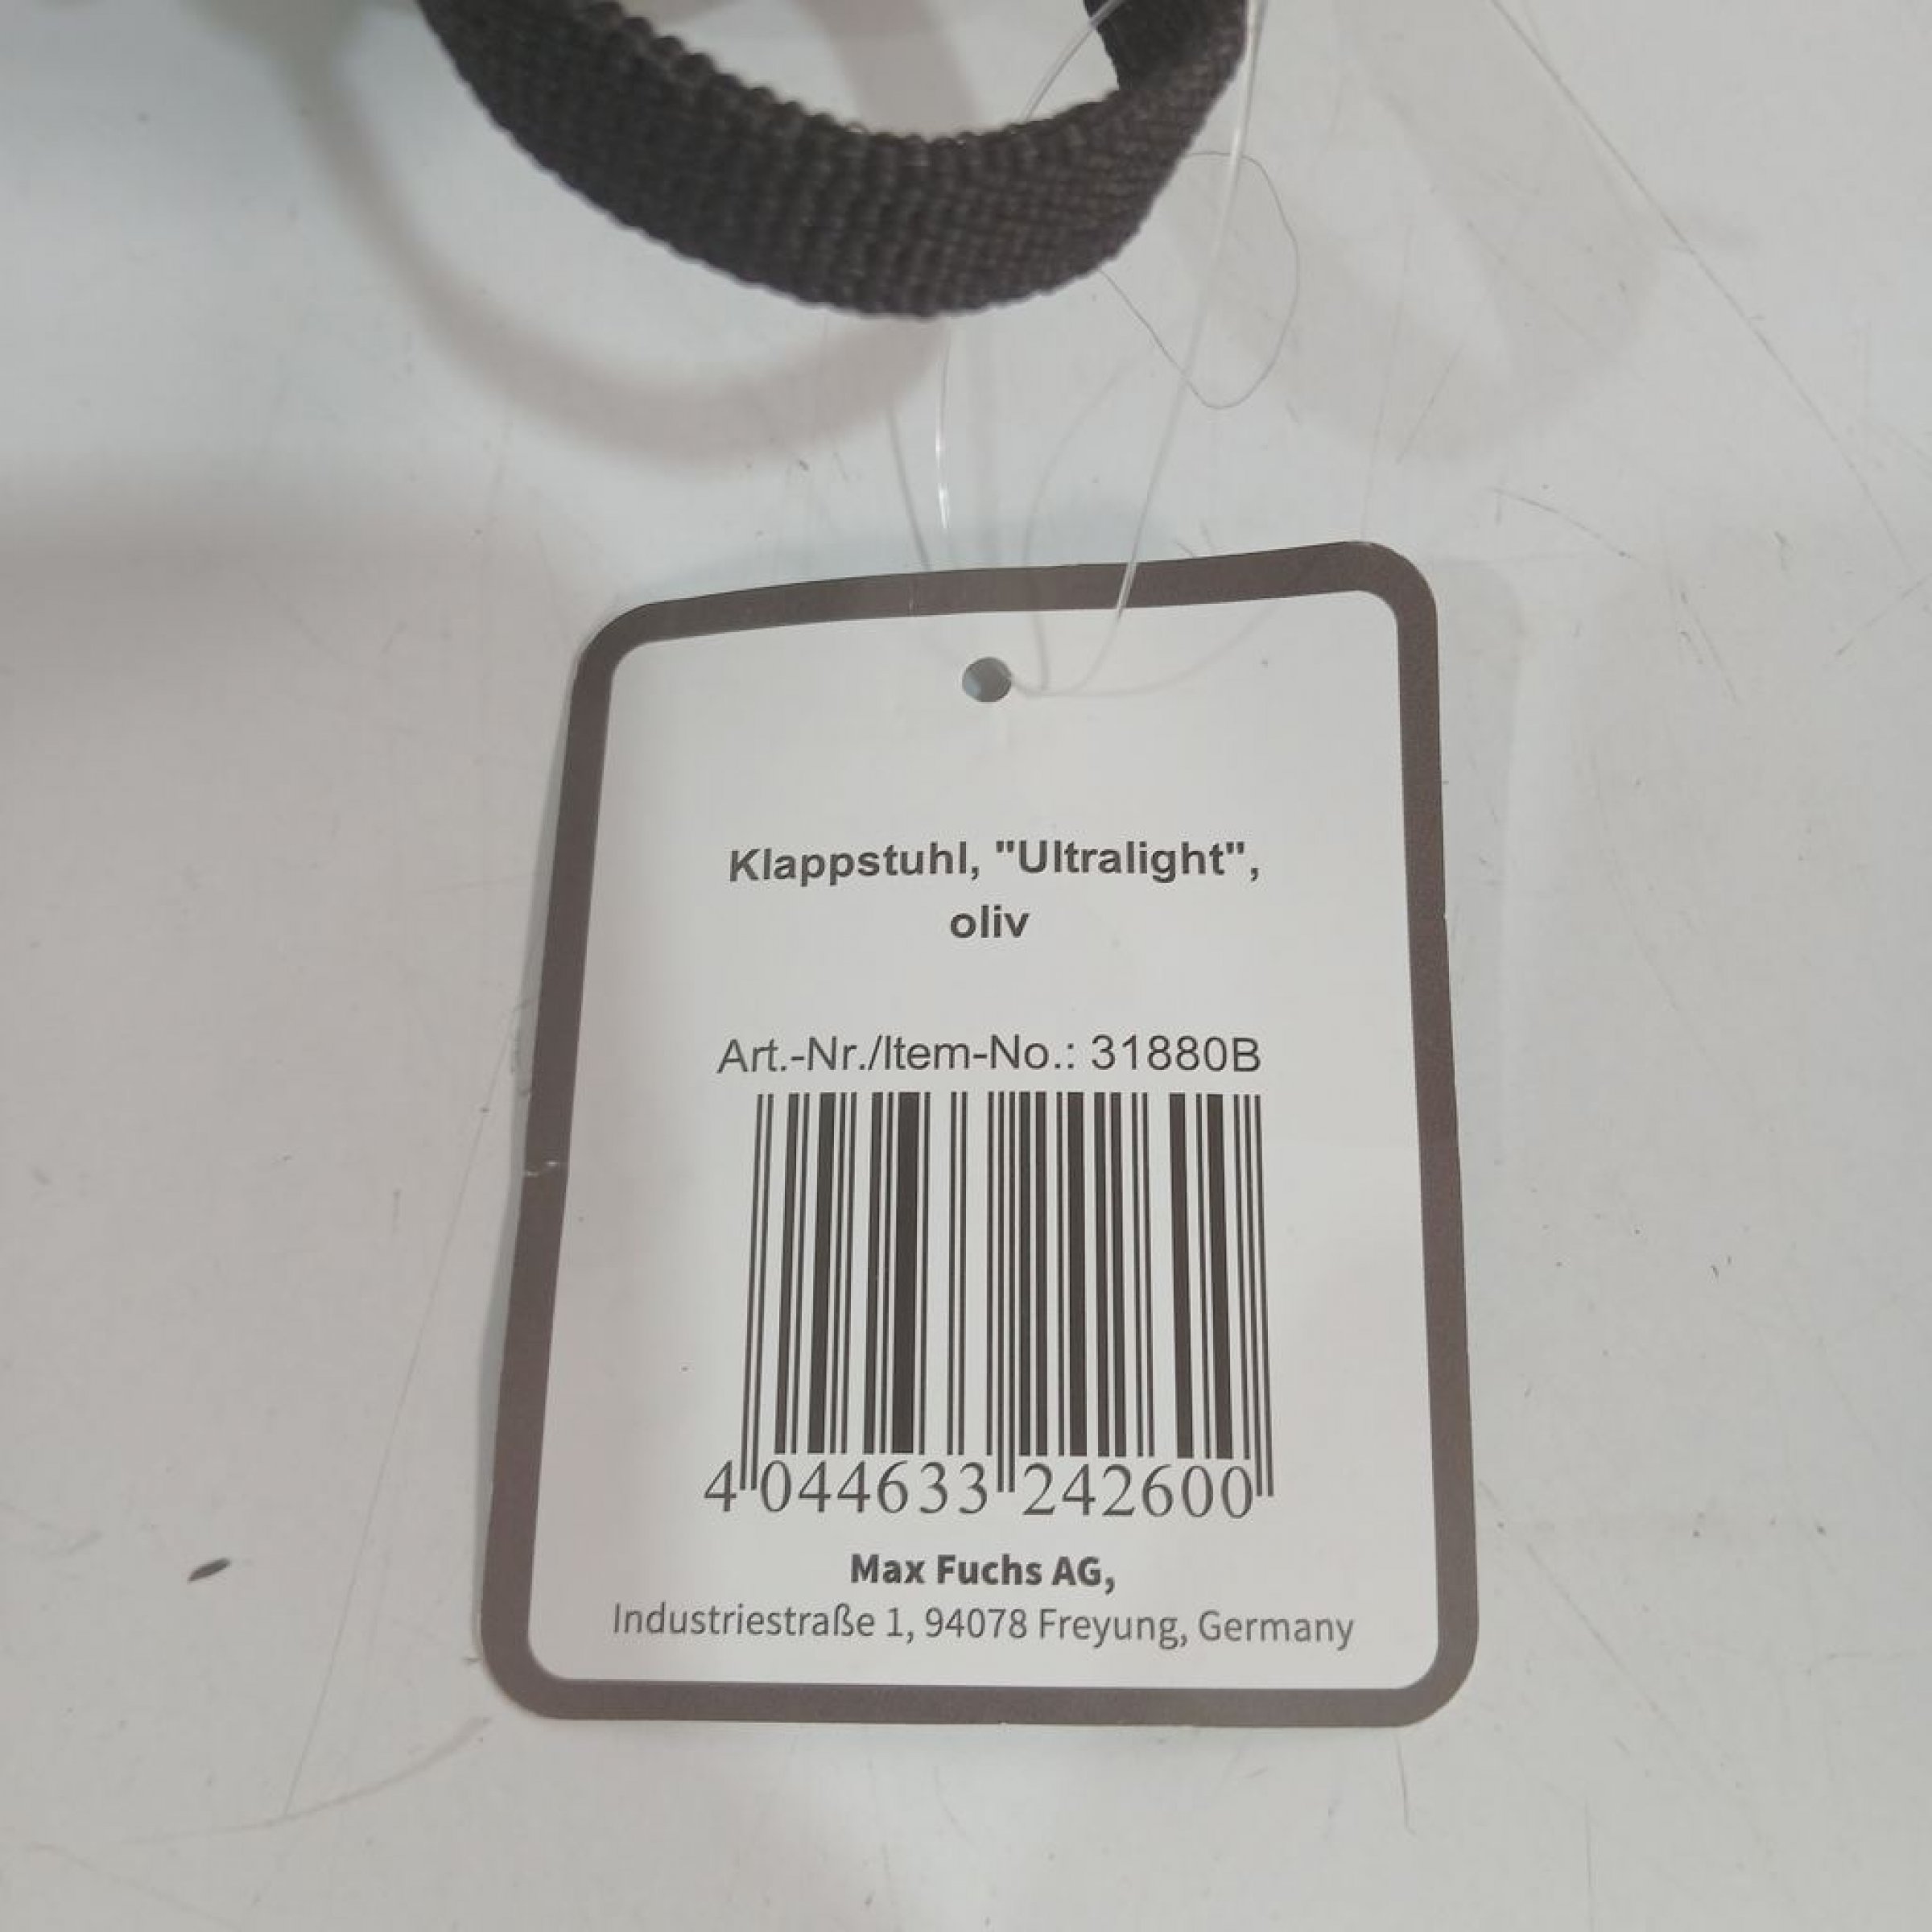 Klappstuhl, "Ultralight",
oliv
Art.-Nr./Item-No.: 31880B
4 044633 242600
Max Fuchs AG,
Industriestraße 1, 94078 Freyung, Germany